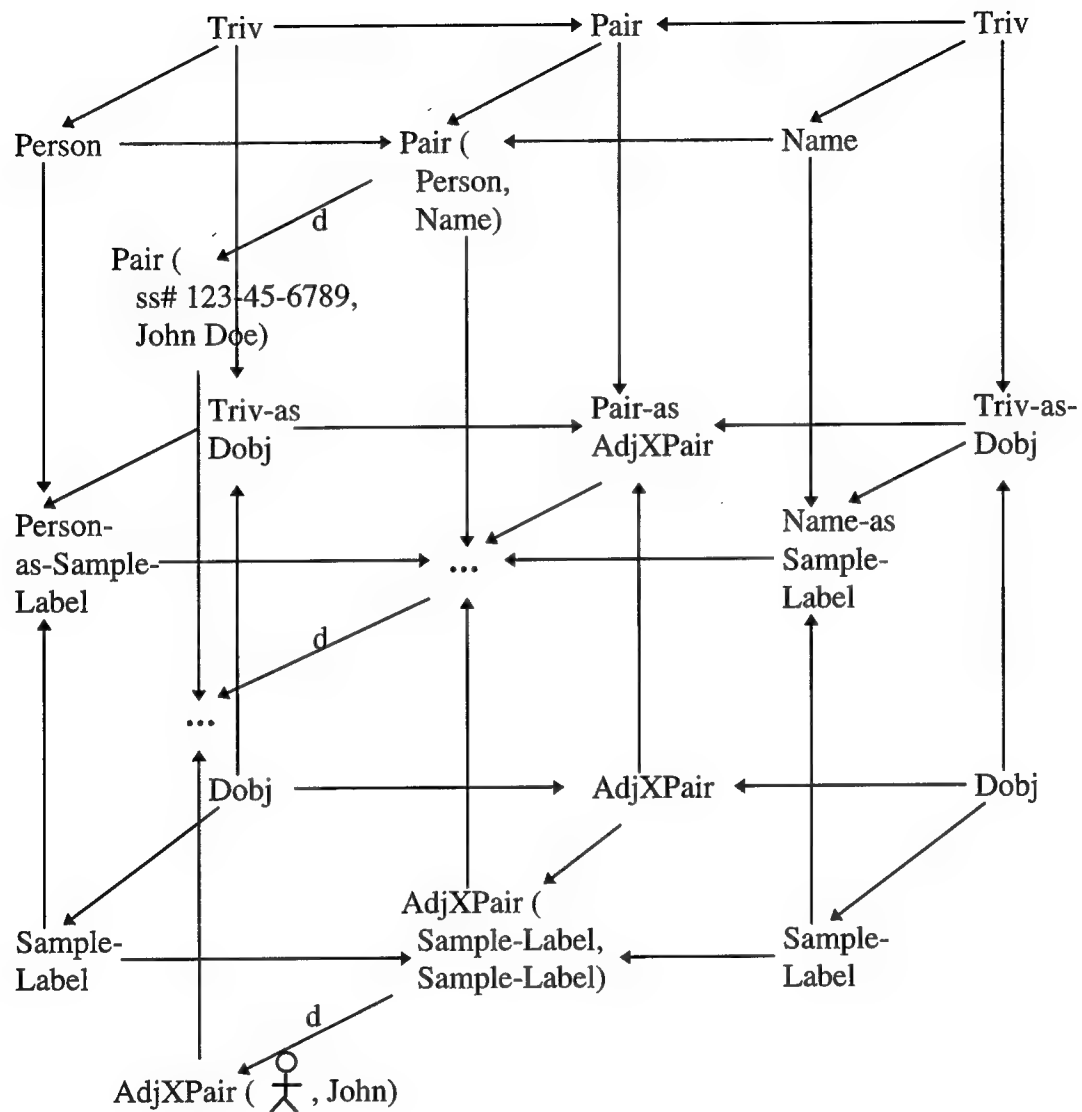 Triv
Pair
Triv
Person
Pair (
Person,
Name)
Name
d
Pair (
ss# 123-45-6789,
John Doe)
Triv-as
Dobj
Pair-as
AdjXPair
Triv-as-
Dobj
Person-
as-Sample-
Label
...
Name-as
Sample-
Label
d
...
Dobj
AdjXPair
Dobj
Sample-
Label
AdjXPair (
Sample-Label,
Sample-Label)
Sample-
Label
d
AdjXPair ( , John)